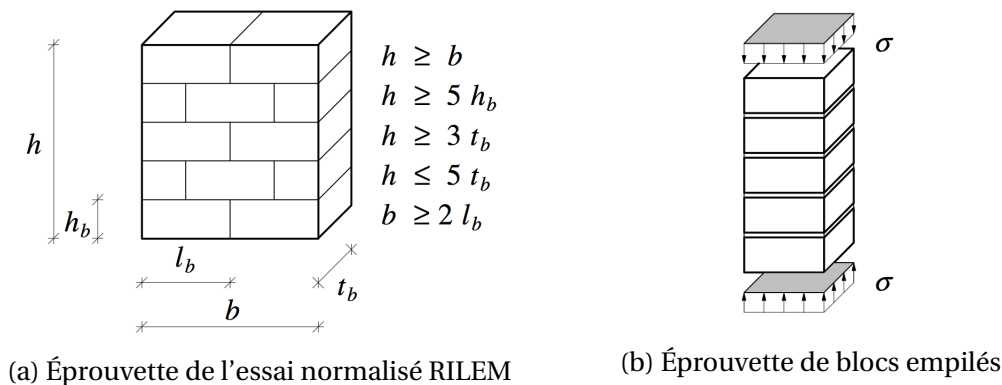 h ≥ b
h ≥ 5 h_b
h ≥ 3 t_b
h ≤ 5 t_b
b ≥ 2 l_b
h
h_b
l_b
b
t_b
(a) Éprouvette de l'essai normalisé RILEM
σ
σ
(b) Éprouvette de blocs empilés